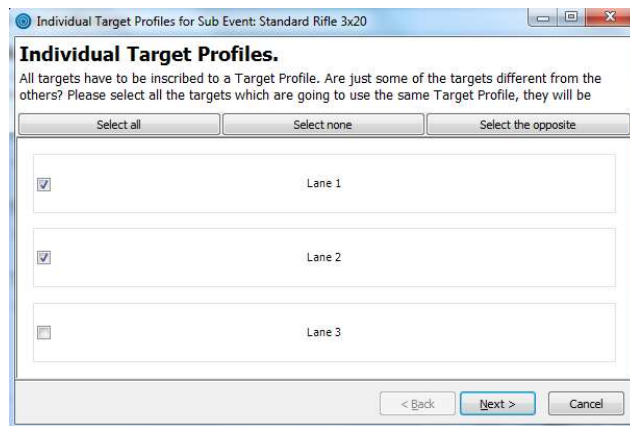 Individual Target Profiles for Sub Event: Standard Rifle 3x20
Individual Target Profiles.
All targets have to be inscribed to a Target Profile. Are just some of the targets different from the
others? Please select all the targets which are going to use the same Target Profile, they will be
Select all Select none Select the opposite
Lane 1
Lane 2
Lane 3
< Back Next > Cancel